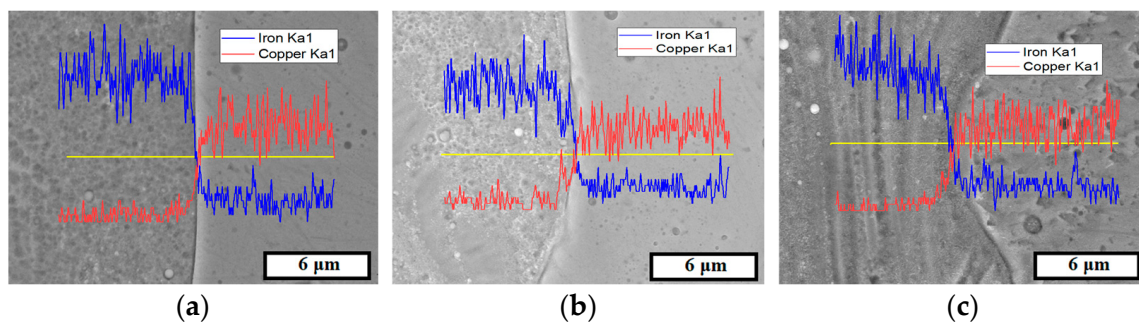 Iron Ka1
Copper Ka1
6 μm
(a)
Iron Ka1
Copper Ka1
6 μm
(b)
Iron Ka1
Copper Ka1
6 μm
(c)